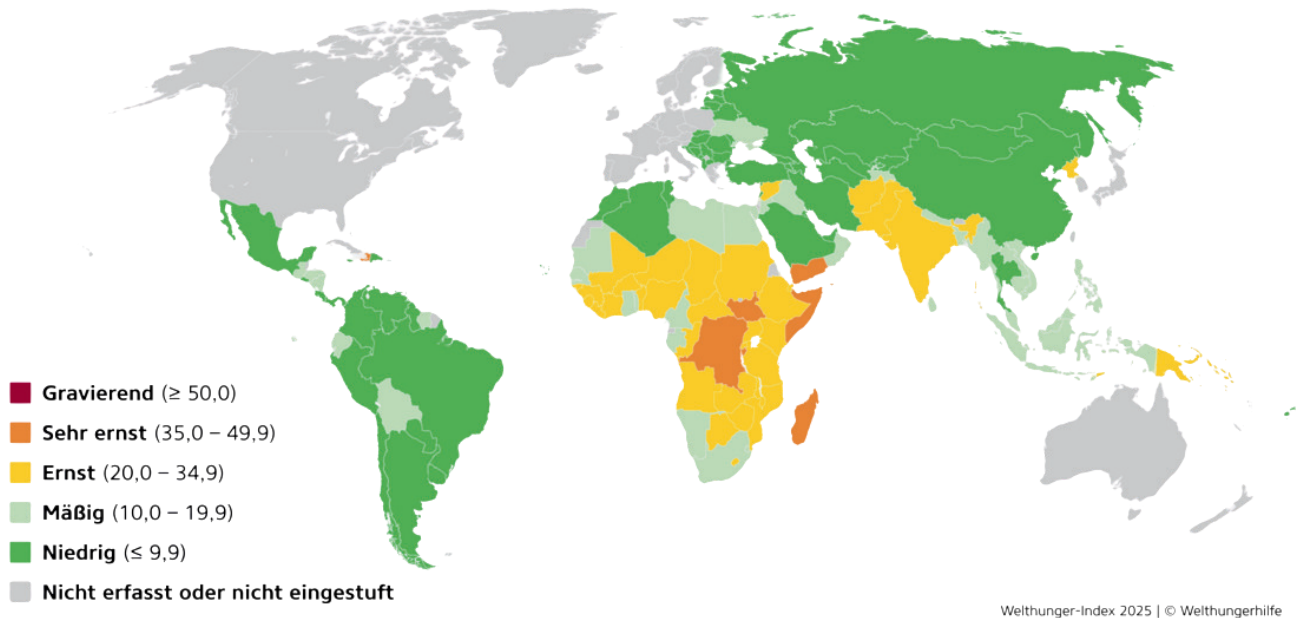 Gravierend (≥ 50,0)
Sehr ernst (35,0 – 49,9)
Ernst (20,0 – 34,9)
Mäßig (10,0 – 19,9)
Niedrig (≤ 9,9)
Nicht erfasst oder nicht eingestuft
Welthunger-Index 2025 | © Welthungerhilfe